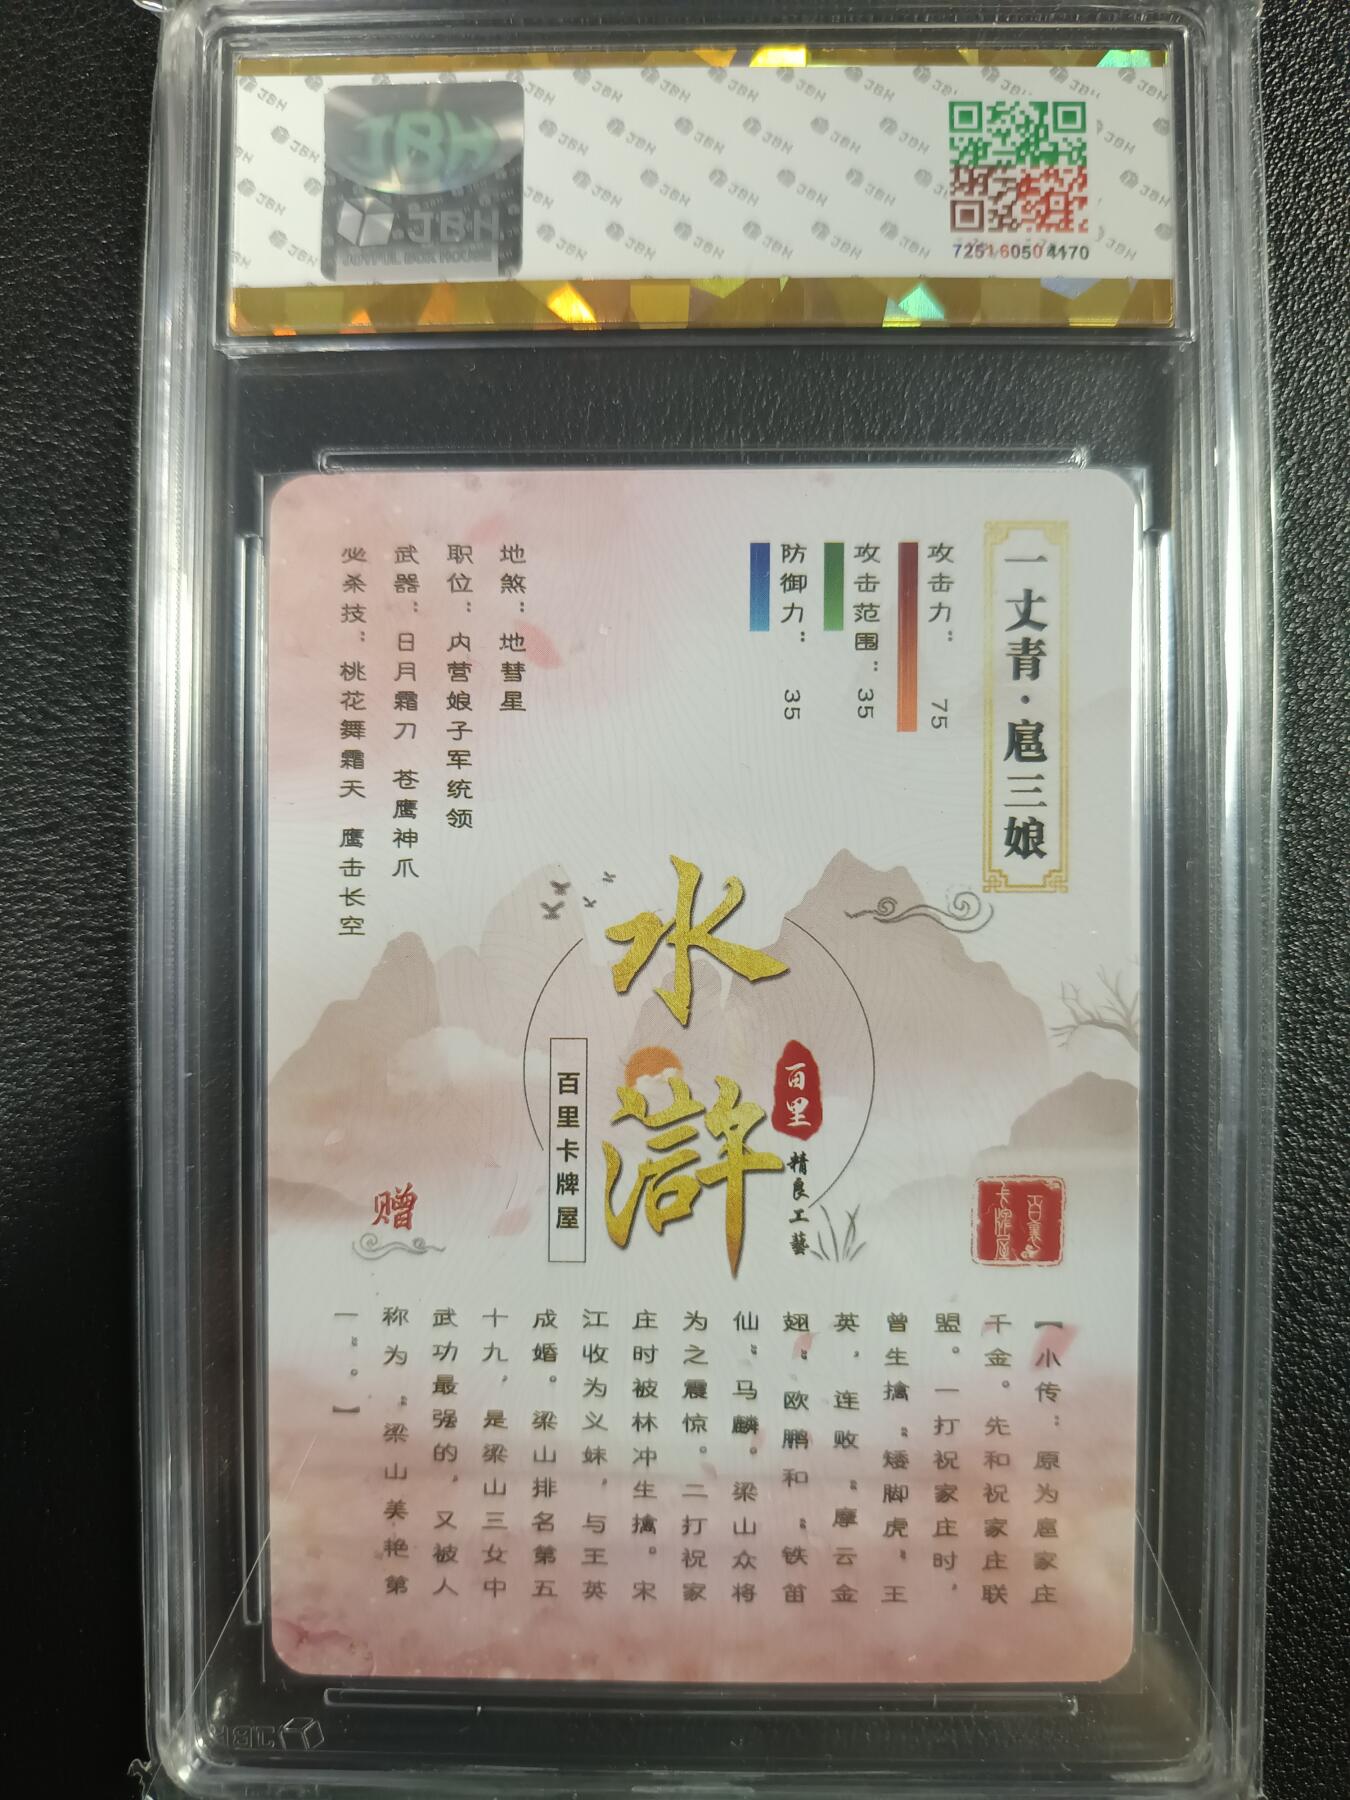 JBH
JBH
JOYFUL BOX HOUSE
725160504170
一丈青·扈三娘
攻击力：75
攻击范围：35
防御力：35
地煞：地彗星
职位：内营娘子军统领
武器：日月霜刀 苍鹰神爪
必杀技：桃花舞霜天 鹰击长空
水浒
百里
精良工艺
百里卡牌屋
赠
百里
卡牌屋
【小传：原为扈家庄
千金。先和祝家庄联
盟。一打祝家庄时，
曾生擒“矮脚虎”王
英，连败“摩云金
翅”欧鹏和“铁笛
仙”马麟。梁山众将
为之震惊。二打祝家
庄时被林冲生擒。宋
江收为义妹，与王英
成婚。梁山排名第五
十九，是梁山三女中
武功最强的，又被人
称为“梁山美艳第
一”。】
JBH